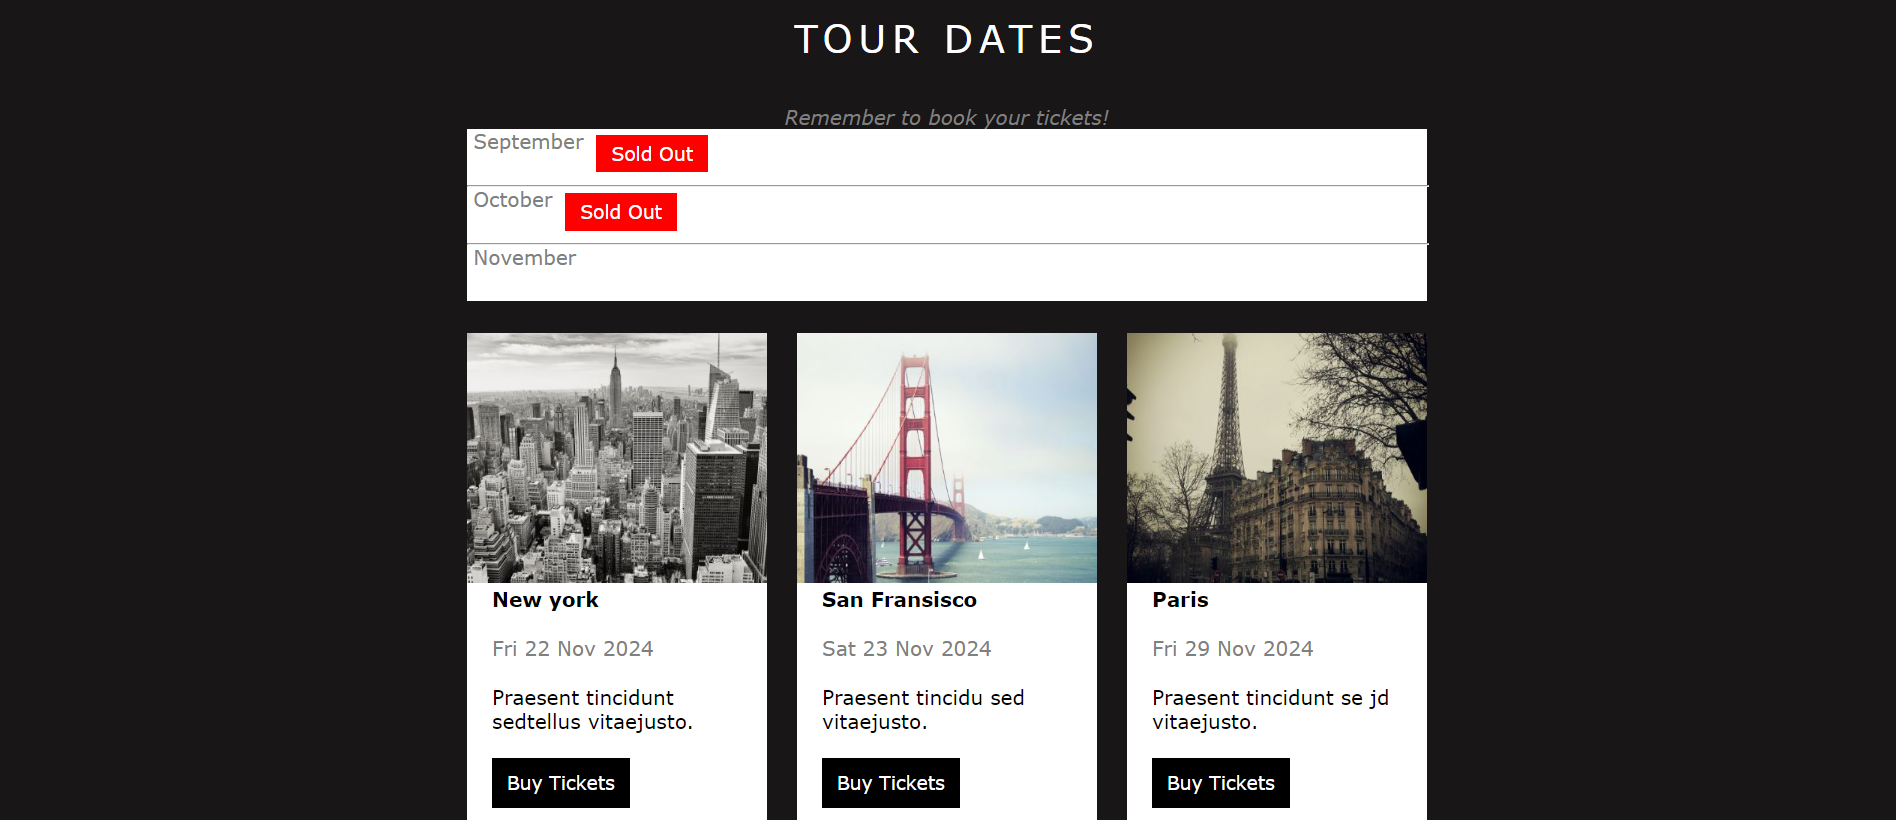 TOUR DATES
Remember to book your tickets!
September Sold Out
October Sold Out
November
New york
Fri 22 Nov 2024
Praesent tincidunt
sedtellus vitaejusto.
Buy Tickets
San Fransisco
Sat 23 Nov 2024
Praesent tincidu sed
vitaejusto.
Buy Tickets
Paris
Fri 29 Nov 2024
Praesent tincidunt se jd
vitaejusto.
Buy Tickets